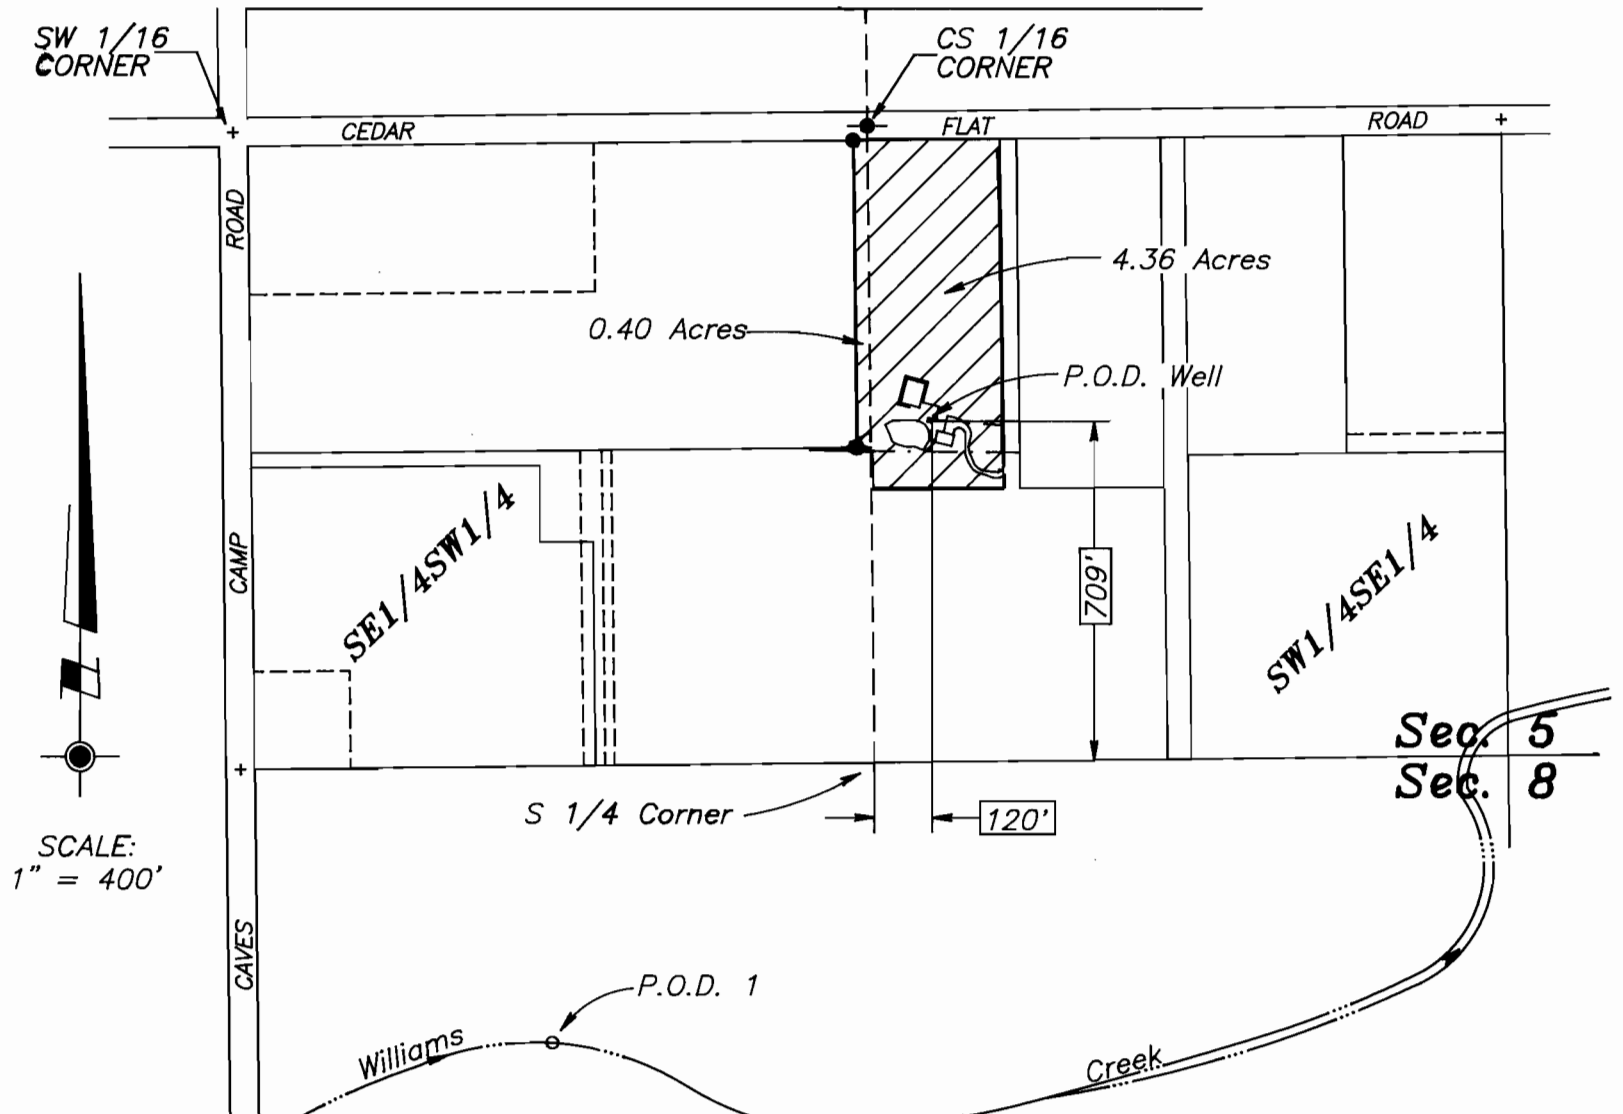 SW 1/16
CORNER
CS 1/16
CORNER
CEDAR
FLAT
ROAD
ROAD
4.36 Acres
0.40 Acres
P.O.D. Well
SE1/4SW1/4
CAMP
709'
SW1/4SE1/4
Sec. 5
Sec. 8
S 1/4 Corner
120'
SCALE:
1" = 400'
CAVES
P.O.D. 1
Williams
Creek